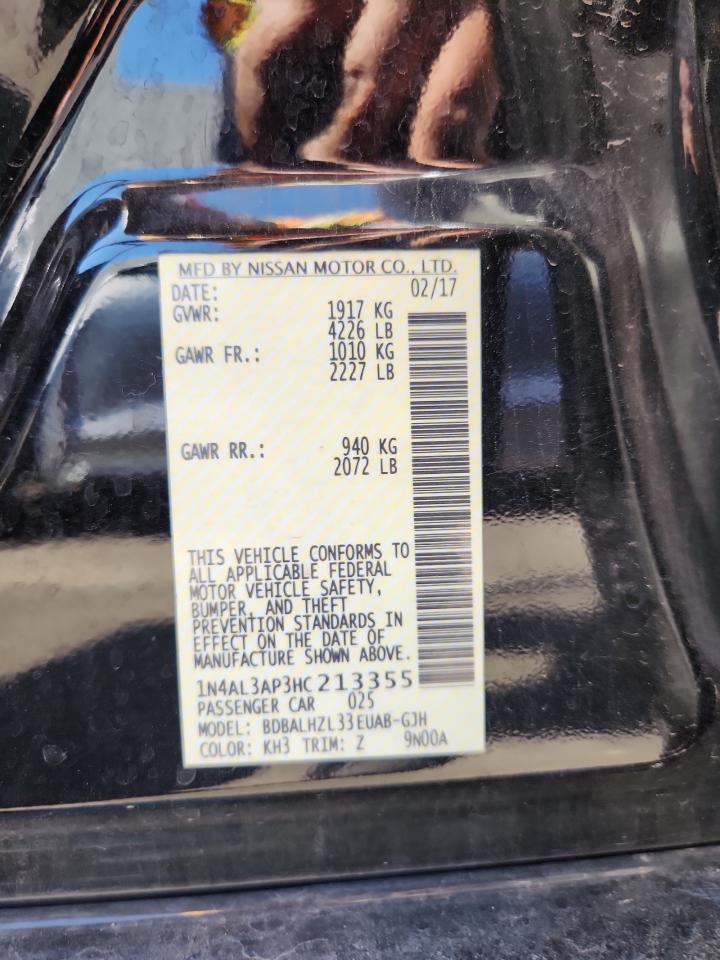 MFD BY NISSAN MOTOR CO., LTD.
DATE: 02/17
GVWR: 1917 KG
4226 LB
GAWR FR.: 1010 KG
2227 LB
GAWR RR.: 940 KG
2072 LB
THIS VEHICLE CONFORMS TO
ALL APPLICABLE FEDERAL
MOTOR VEHICLE SAFETY,
BUMPER, AND THEFT
PREVENTION STANDARDS IN
EFFECT ON THE DATE OF
MANUFACTURE SHOWN ABOVE.
1N4AL3AP3HC213355
PASSENGER CAR 025
MODEL: BDBALHZL33EUAB-GJH
COLOR: KH3 TRIM: Z 9N00A